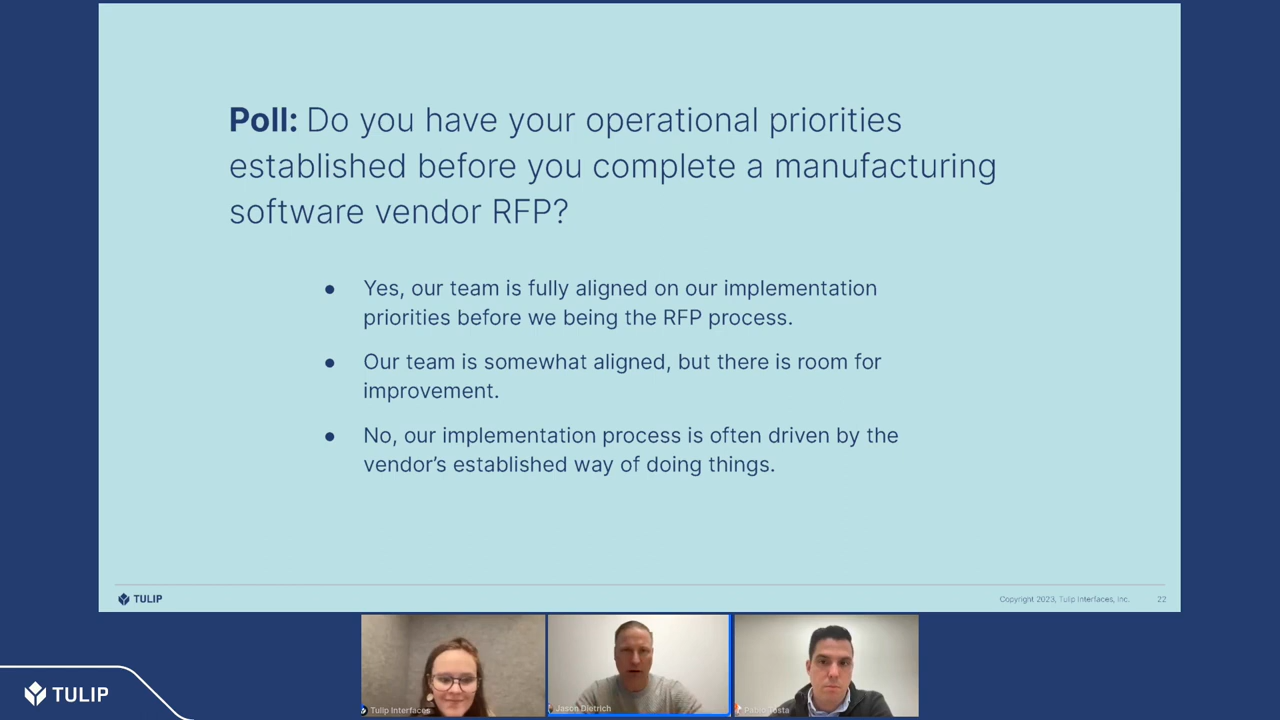 Poll: Do you have your operational priorities
established before you complete a manufacturing
software vendor RFP?
● Yes, our team is fully aligned on our implementation
priorities before we being the RFP process.
● Our team is somewhat aligned, but there is room for
improvement.
● No, our implementation process is often driven by the
vendor's established way of doing things.
TULIP
Copyright 2023, Tulip Interfaces, Inc.
22
Tulip Interfaces
Jason Dietrich
TULIP